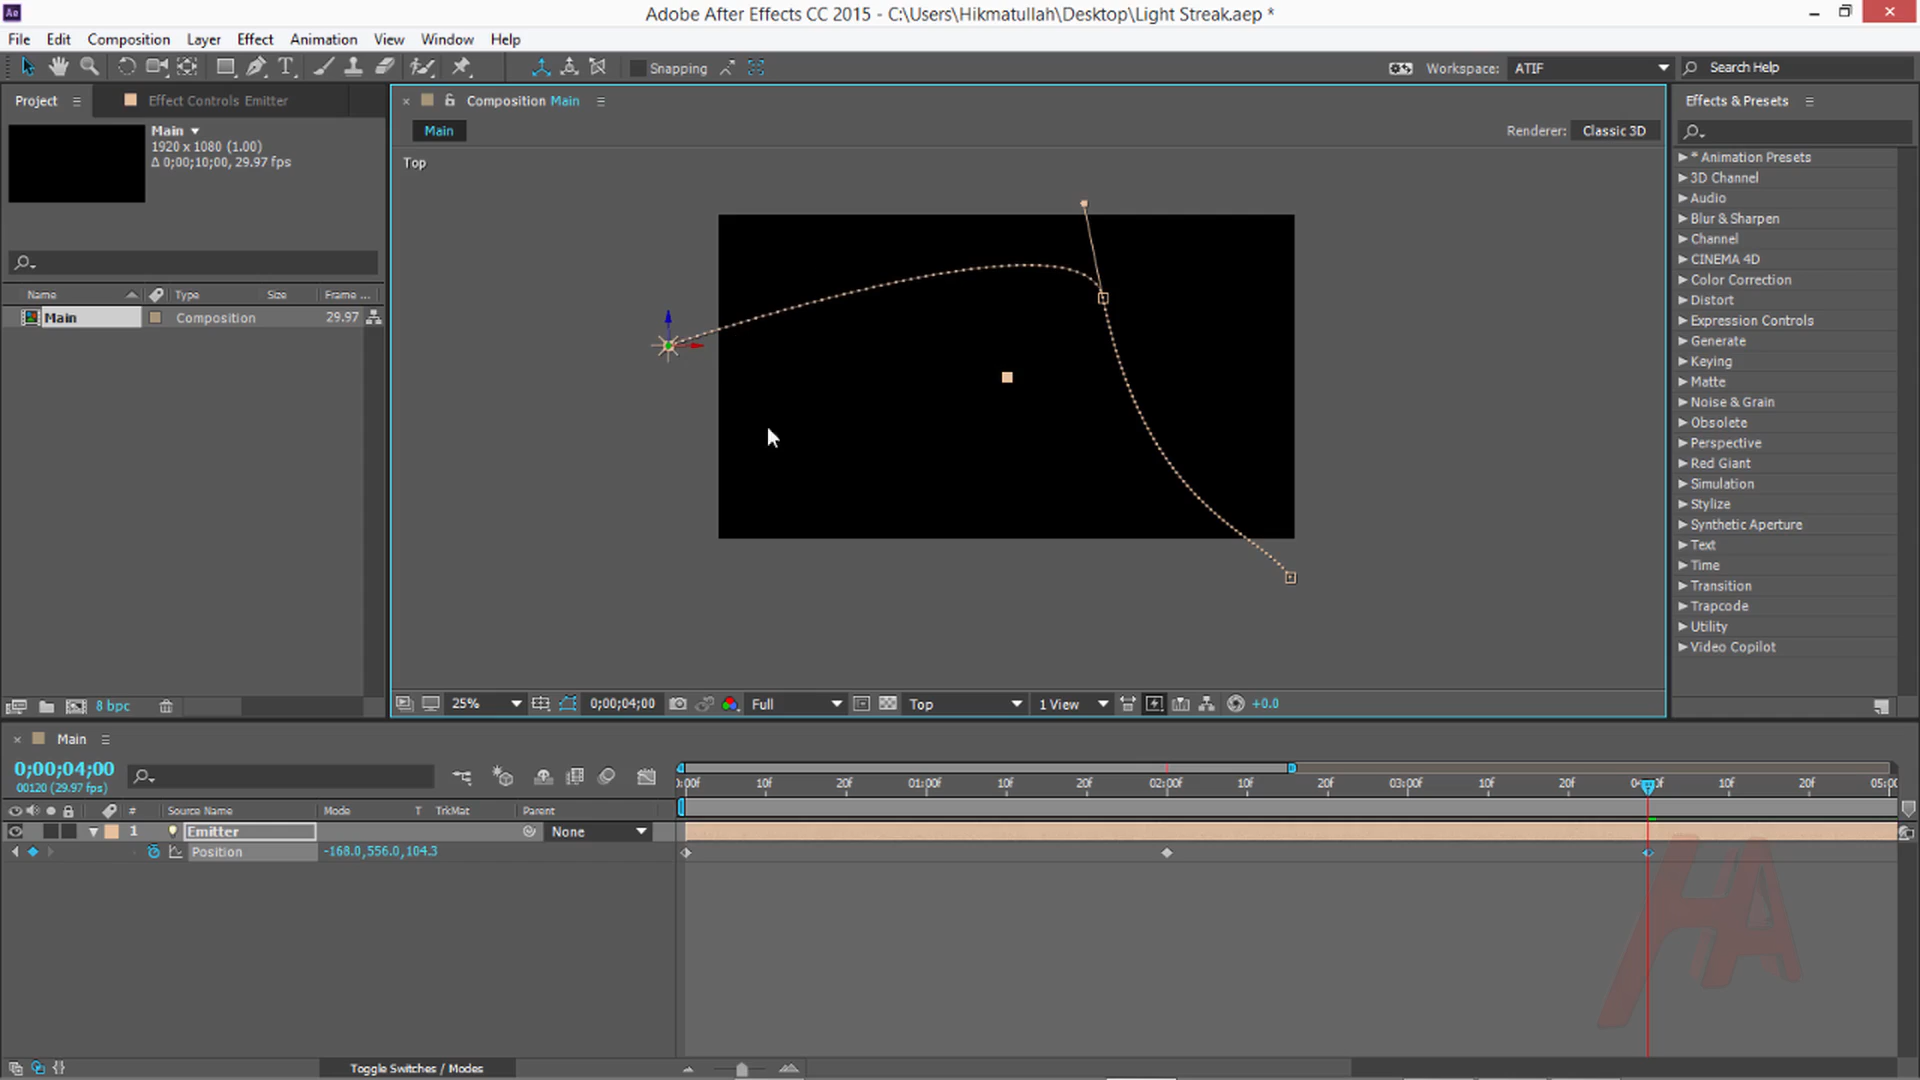 Ae
Adobe After Effects CC 2015 - C:\Users\Hikmatullah\Desktop\Light Streak.aep *
File Edit Composition Layer Effect Animation View Window Help
Snapping Workspace: ATIF Search Help
Project Effect Controls Emitter
Composition Main
Effects & Presets
Main
1920 x 1080 (1.00)
Δ 0;00;10;00, 29.97 fps
Main
Renderer: Classic 3D
Top
Name Type Size Frame ...
Main Composition 29.97
* Animation Presets
3D Channel
Audio
Blur & Sharpen
Channel
CINEMA 4D
Color Correction
Distort
Expression Controls
Generate
Keying
Matte
Noise & Grain
Obsolete
Perspective
Red Giant
Simulation
Stylize
Synthetic Aperture
Text
Time
Transition
Trapcode
Utility
Video Copilot
8 bpc
25% 0;00;04;00 Full Top 1 View +0.0
Main
0;00;04;00
00120 (29.97 fps)
:00f 10f 20f 01:00f 10f 20f 02:00f 10f 20f 03:00f 10f 20f 10f 20f 05:00
# Source Name Mode T TrkMat Parent
1 Emitter None
Position -168.0,556.0,104.3
HA
Toggle Switches / Modes